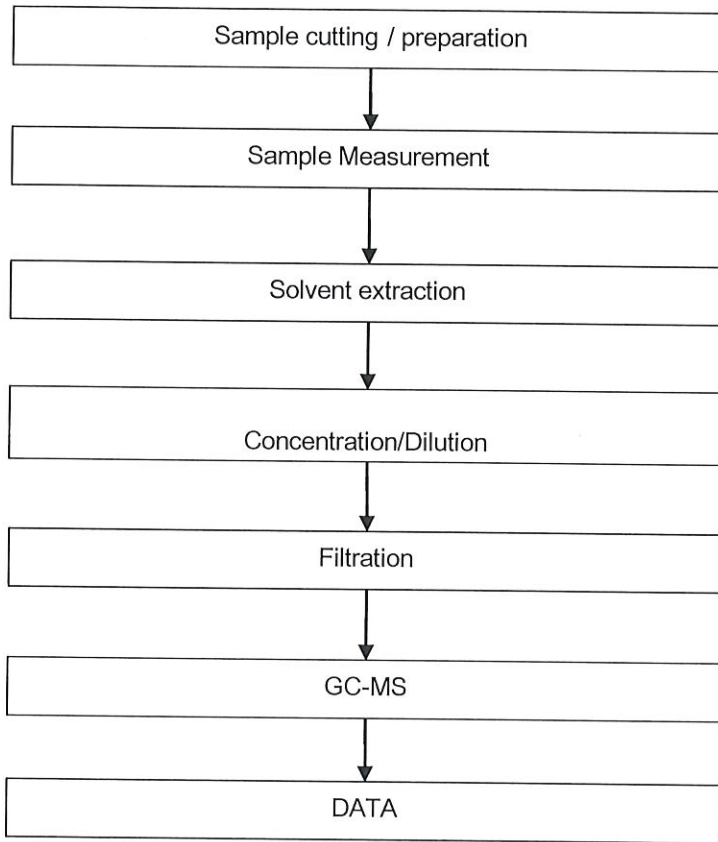 Sample cutting / preparation
Sample Measurement
Solvent extraction
Concentration/Dilution
Filtration
GC-MS
DATA